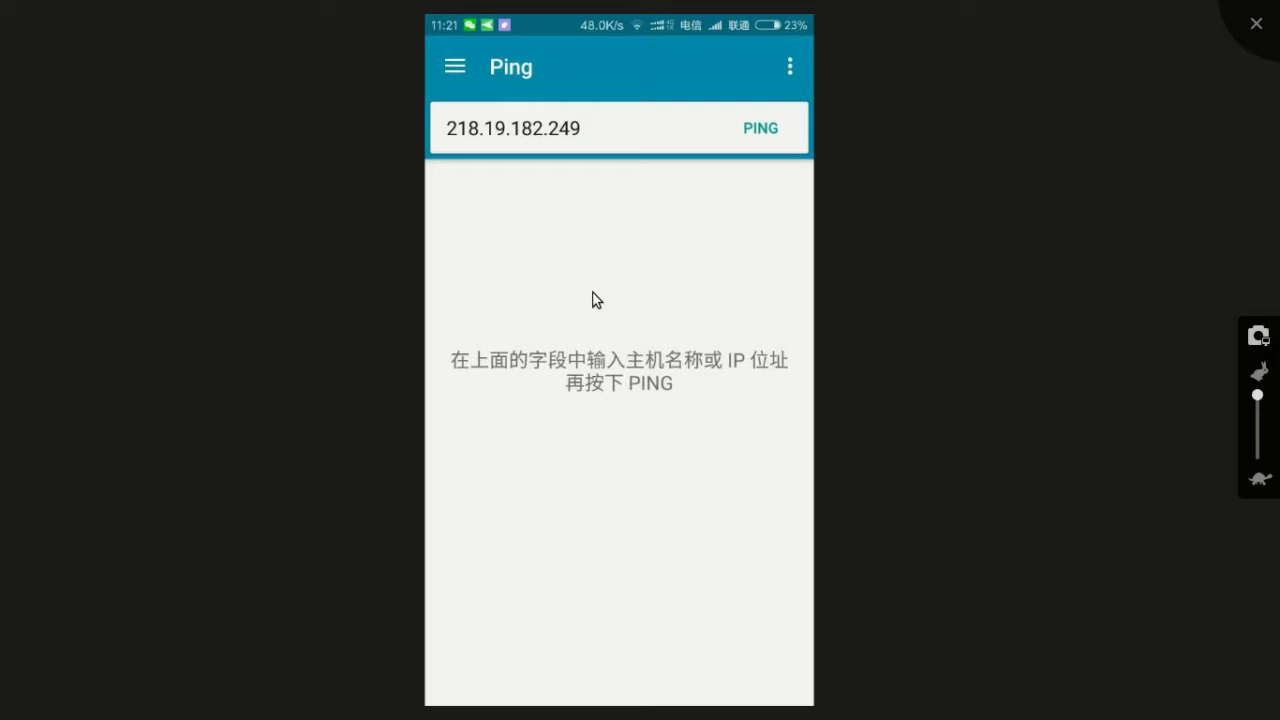 11:21 48.0K/s 电信 联通 23%
Ping
218.19.182.249 PING
在上面的字段中输入主机名称或 IP 位址
再按下 PING